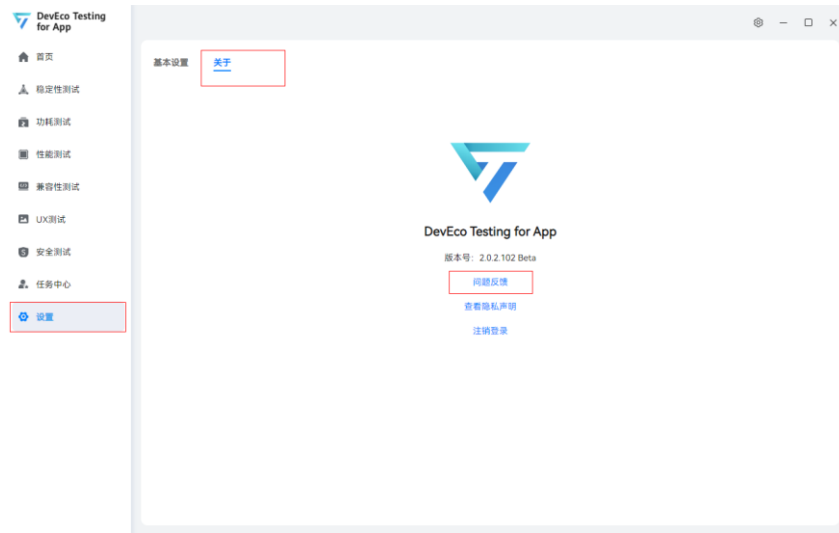 DevEco Testing
for App
首页
稳定性测试
功耗测试
性能测试
兼容性测试
UX测试
安全测试
任务中心
设置
基本设置 关于
DevEco Testing for App
版本号: 2.0.2.102 Beta
问题反馈
查看隐私声明
注销登录